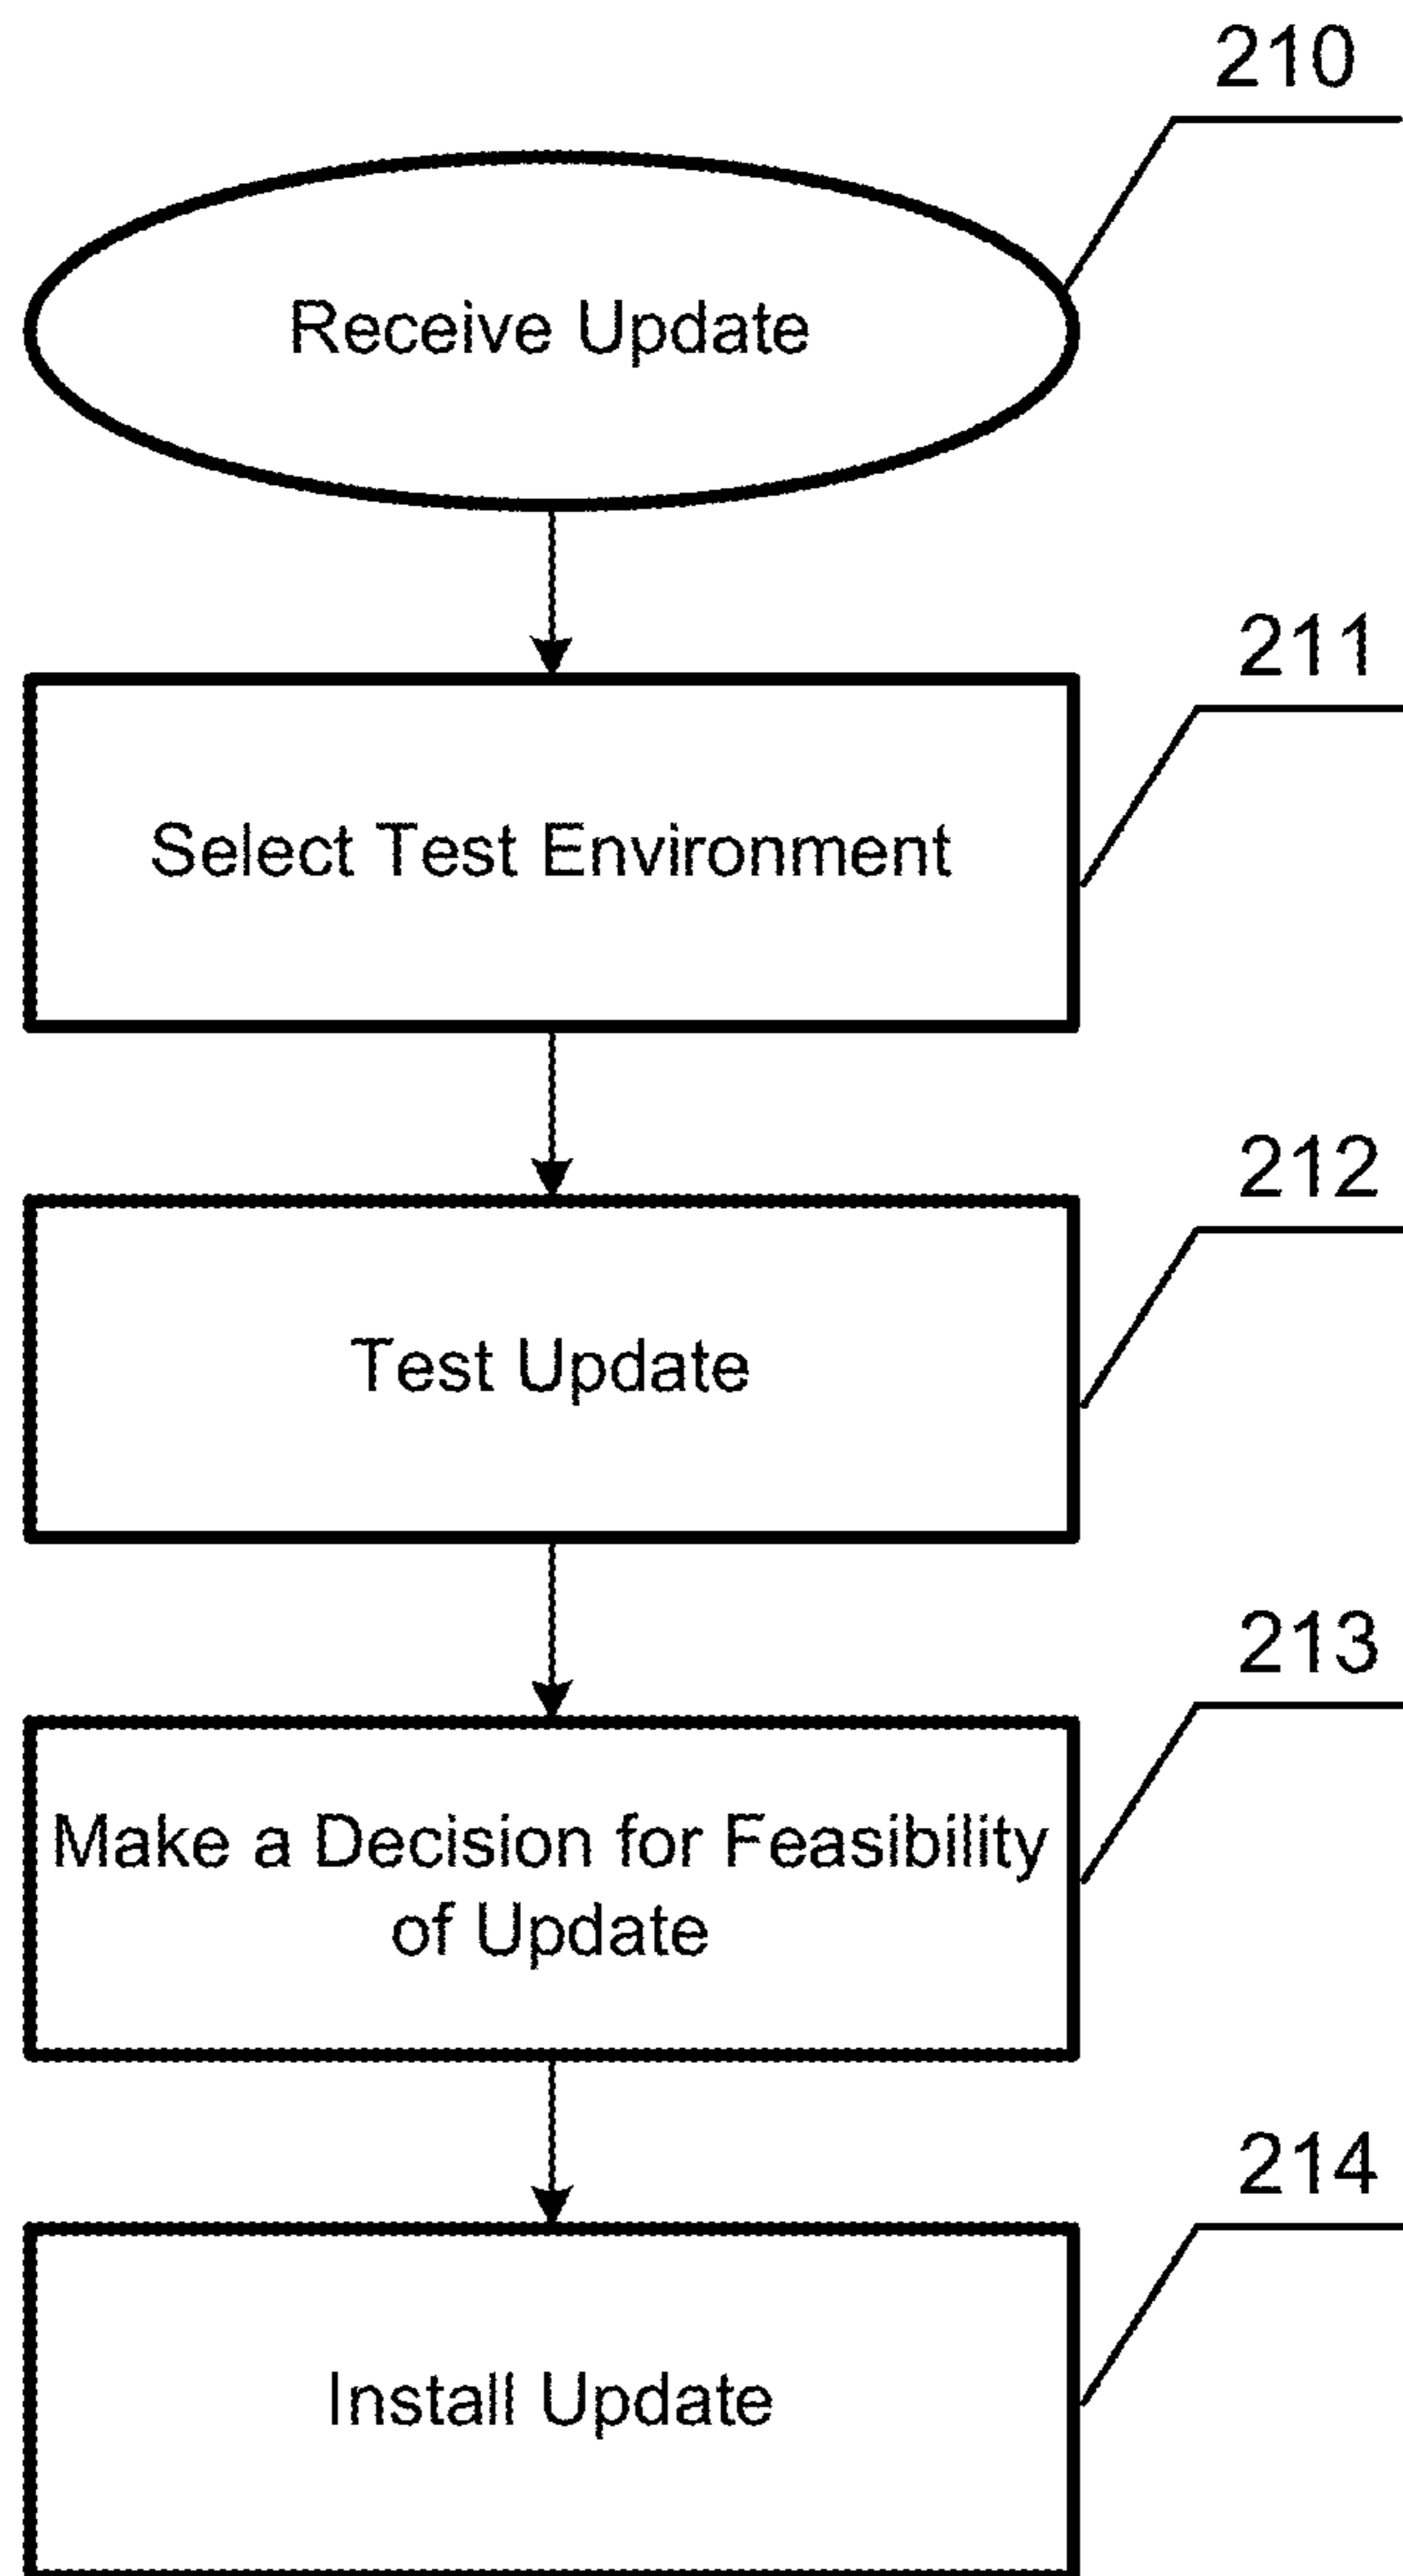 210
Receive Update
211
Select Test Environment
212
Test Update
213
Make a Decision for Feasibility
of Update
214
Install Update